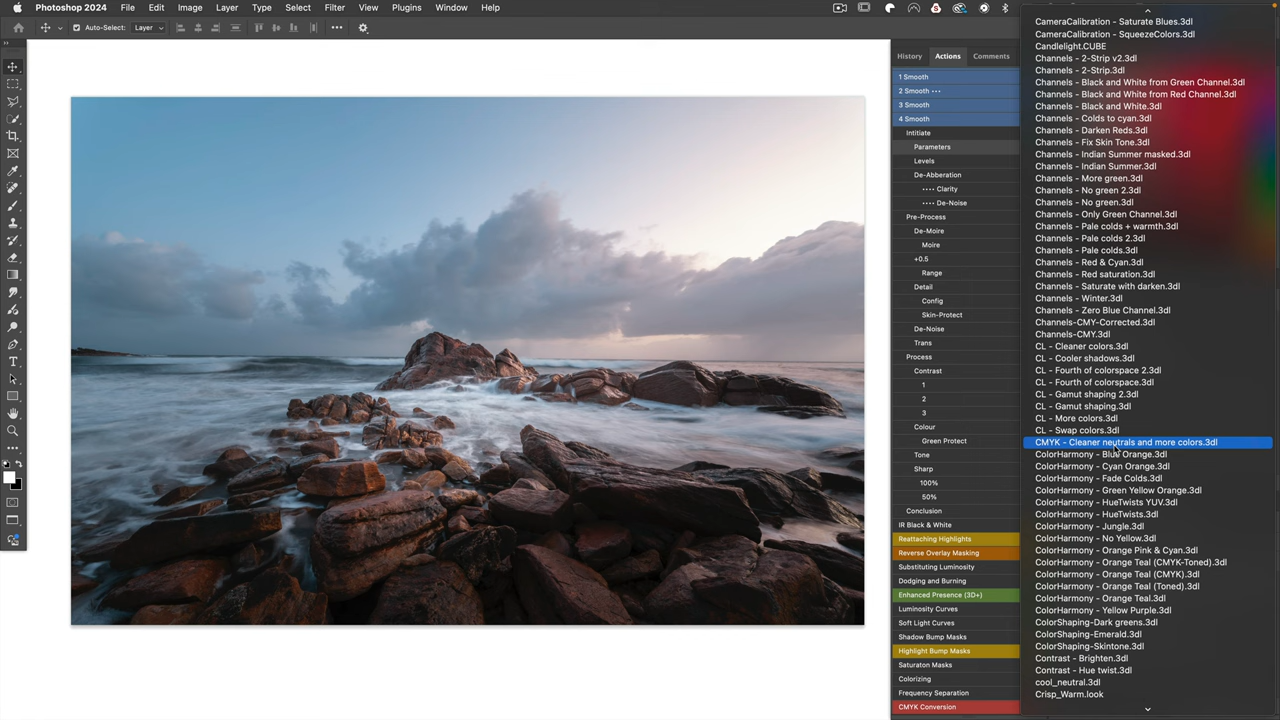 Photoshop 2024 File Edit Image Layer Type Select Filter View Plugins Window Help
Auto-Select: Layer
History Actions Comments
1 Smooth
2 Smooth
3 Smooth
4 Smooth
Intitiate
Parameters
Levels
De-Abberation
Clarity
De-Noise
Pre-Process
De-Moire
Moire
+0.5
Range
Detail
Config
Skin-Protect
De-Noise
Trans
Process
Contrast
1
2
3
Colour
Green Protect
Tone
Sharp
100%
50%
Conclusion
IR Black & White
Reattaching Highlights
Reverse Overlay Masking
Substituting Luminosity
Dodging and Burning
Enhanced Presence (3D+)
Luminosity Curves
Soft Light Curves
Shadow Bump Masks
Highlight Bump Masks
Saturaton Masks
Colorizing
Frequency Separation
CMYK Conversion
CameraCalibration - Saturate Blues.3dl
CameraCalibration - SqueezeColors.3dl
Candlelight.CUBE
Channels - 2-Strip v2.3dl
Channels - 2-Strip.3dl
Channels - Black and White from Green Channel.3dl
Channels - Black and White from Red Channel.3dl
Channels - Black and White.3dl
Channels - Colds to cyan.3dl
Channels - Darken Reds.3dl
Channels - Fix Skin Tone.3dl
Channels - Indian Summer masked.3dl
Channels - Indian Summer.3dl
Channels - More green.3dl
Channels - No green 2.3dl
Channels - No green.3dl
Channels - Only Green Channel.3dl
Channels - Pale colds + warmth.3dl
Channels - Pale colds 2.3dl
Channels - Pale colds.3dl
Channels - Red & Cyan.3dl
Channels - Red saturation.3dl
Channels - Saturate with darken.3dl
Channels - Winter.3dl
Channels - Zero Blue Channel.3dl
Channels-CMY-Corrected.3dl
Channels-CMY.3dl
CL - Cleaner colors.3dl
CL - Cooler shadows.3dl
CL - Fourth of colorspace 2.3dl
CL - Fourth of colorspace.3dl
CL - Gamut shaping 2.3dl
CL - Gamut shaping.3dl
CL - More colors.3dl
CL - Swap colors.3dl
CMYK - Cleaner neutrals and more colors.3dl
ColorHarmony - Blue Orange.3dl
ColorHarmony - Cyan Orange.3dl
ColorHarmony - Fade Colds.3dl
ColorHarmony - Green Yellow Orange.3dl
ColorHarmony - HueTwists YUV.3dl
ColorHarmony - HueTwists.3dl
ColorHarmony - Jungle.3dl
ColorHarmony - No Yellow.3dl
ColorHarmony - Orange Pink & Cyan.3dl
ColorHarmony - Orange Teal (CMYK-Toned).3dl
ColorHarmony - Orange Teal (CMYK).3dl
ColorHarmony - Orange Teal (Toned).3dl
ColorHarmony - Orange Teal.3dl
ColorHarmony - Yellow Purple.3dl
ColorShaping-Dark greens.3dl
ColorShaping-Emerald.3dl
ColorShaping-Skintone.3dl
Contrast - Brighten.3dl
Contrast - Hue twist.3dl
cool_neutral.3dl
Crisp_Warm.look